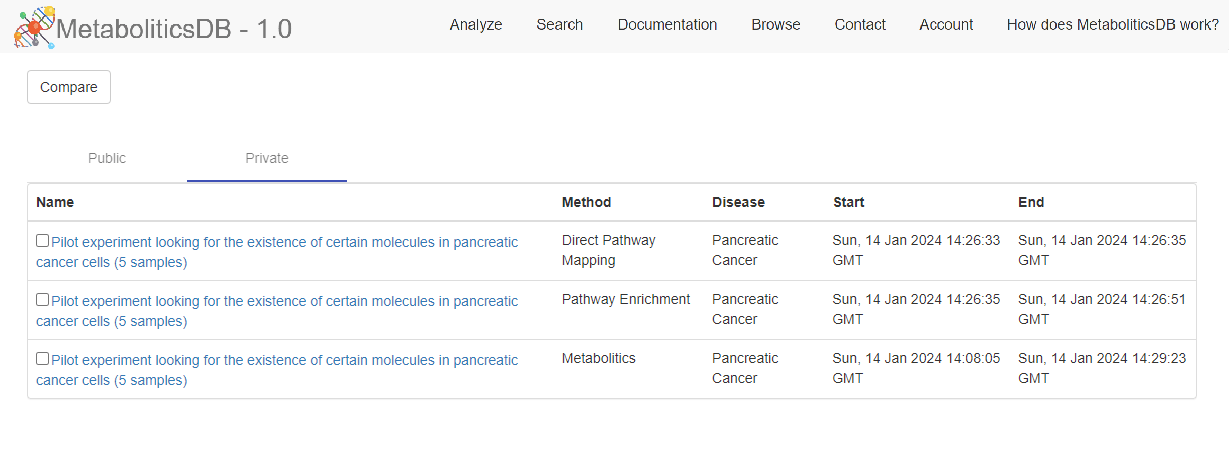 MetaboliticsDB - 1.0
Analyze Search Documentation Browse Contact Account How does MetaboliticsDB work?
Compare
Public Private
Name Method Disease Start End
Pilot experiment looking for the existence of certain molecules in pancreatic Direct Pathway Pancreatic Sun, 14 Jan 2024 14:26:33 Sun, 14 Jan 2024 14:26:35
cancer cells (5 samples) Mapping Cancer GMT GMT
Pilot experiment looking for the existence of certain molecules in pancreatic Pathway Enrichment Pancreatic Sun, 14 Jan 2024 14:26:35 Sun, 14 Jan 2024 14:26:51
cancer cells (5 samples) Cancer GMT GMT
Pilot experiment looking for the existence of certain molecules in pancreatic Metabolitics Pancreatic Sun, 14 Jan 2024 14:08:05 Sun, 14 Jan 2024 14:29:23
cancer cells (5 samples) Cancer GMT GMT